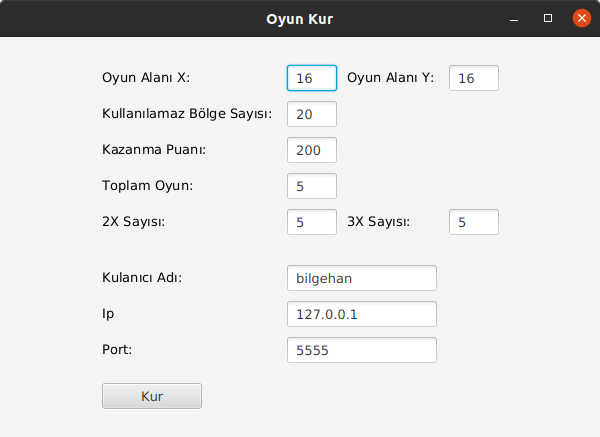 Oyun Kur
Oyun Alanı X: 16 Oyun Alanı Y: 16
Kullanılamaz Bölge Sayısı: 20
Kazanma Puanı: 200
Toplam Oyun: 5
2X Sayısı: 5 3X Sayısı: 5
Kulanıcı Adı: bilgehan
Ip 127.0.0.1
Port: 5555
Kur